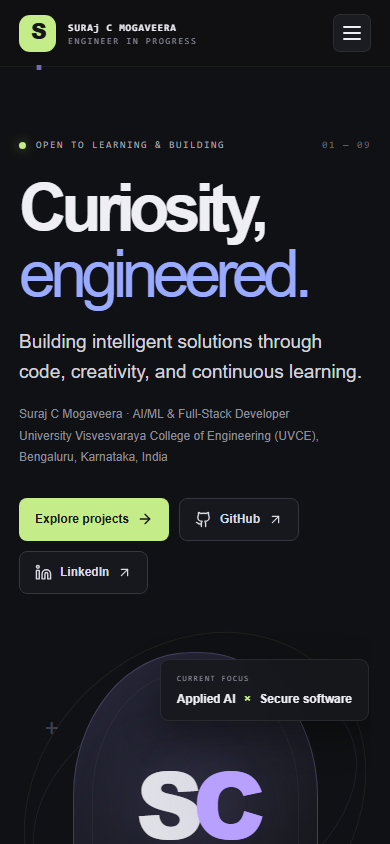 S
SURAj C MOGAVEERA
ENGINEER IN PROGRESS
OPEN TO LEARNING & BUILDING
01 — 09
Curiosity,
engineered.
Building intelligent solutions through
code, creativity, and continuous learning.
Suraj C Mogaveera · AI/ML & Full-Stack Developer
University Visvesvaraya College of Engineering (UVCE),
Bengaluru, Karnataka, India
Explore projects →
GitHub ↗
LinkedIn ↗
CURRENT FOCUS
Applied AI × Secure software
sc